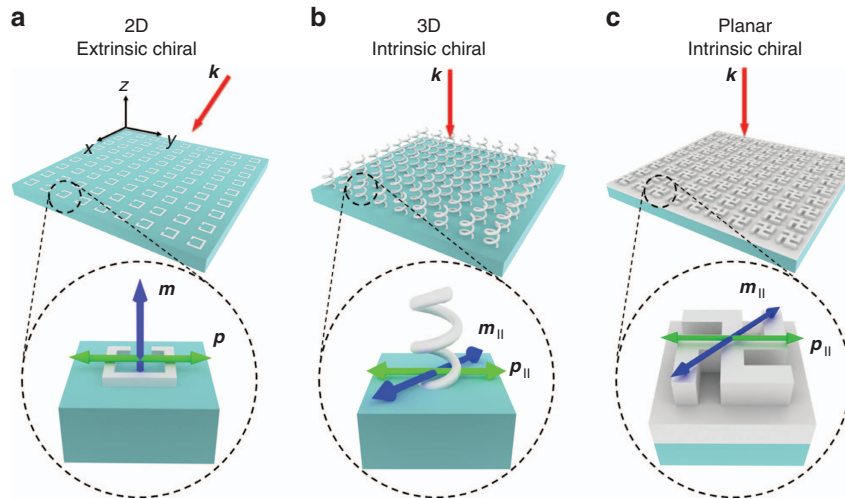 a
2D
Extrinsic chiral
b
3D
Intrinsic chiral
c
Planar
Intrinsic chiral
k
k
k
z
x
y
m
p
m||
p||
m||
p||